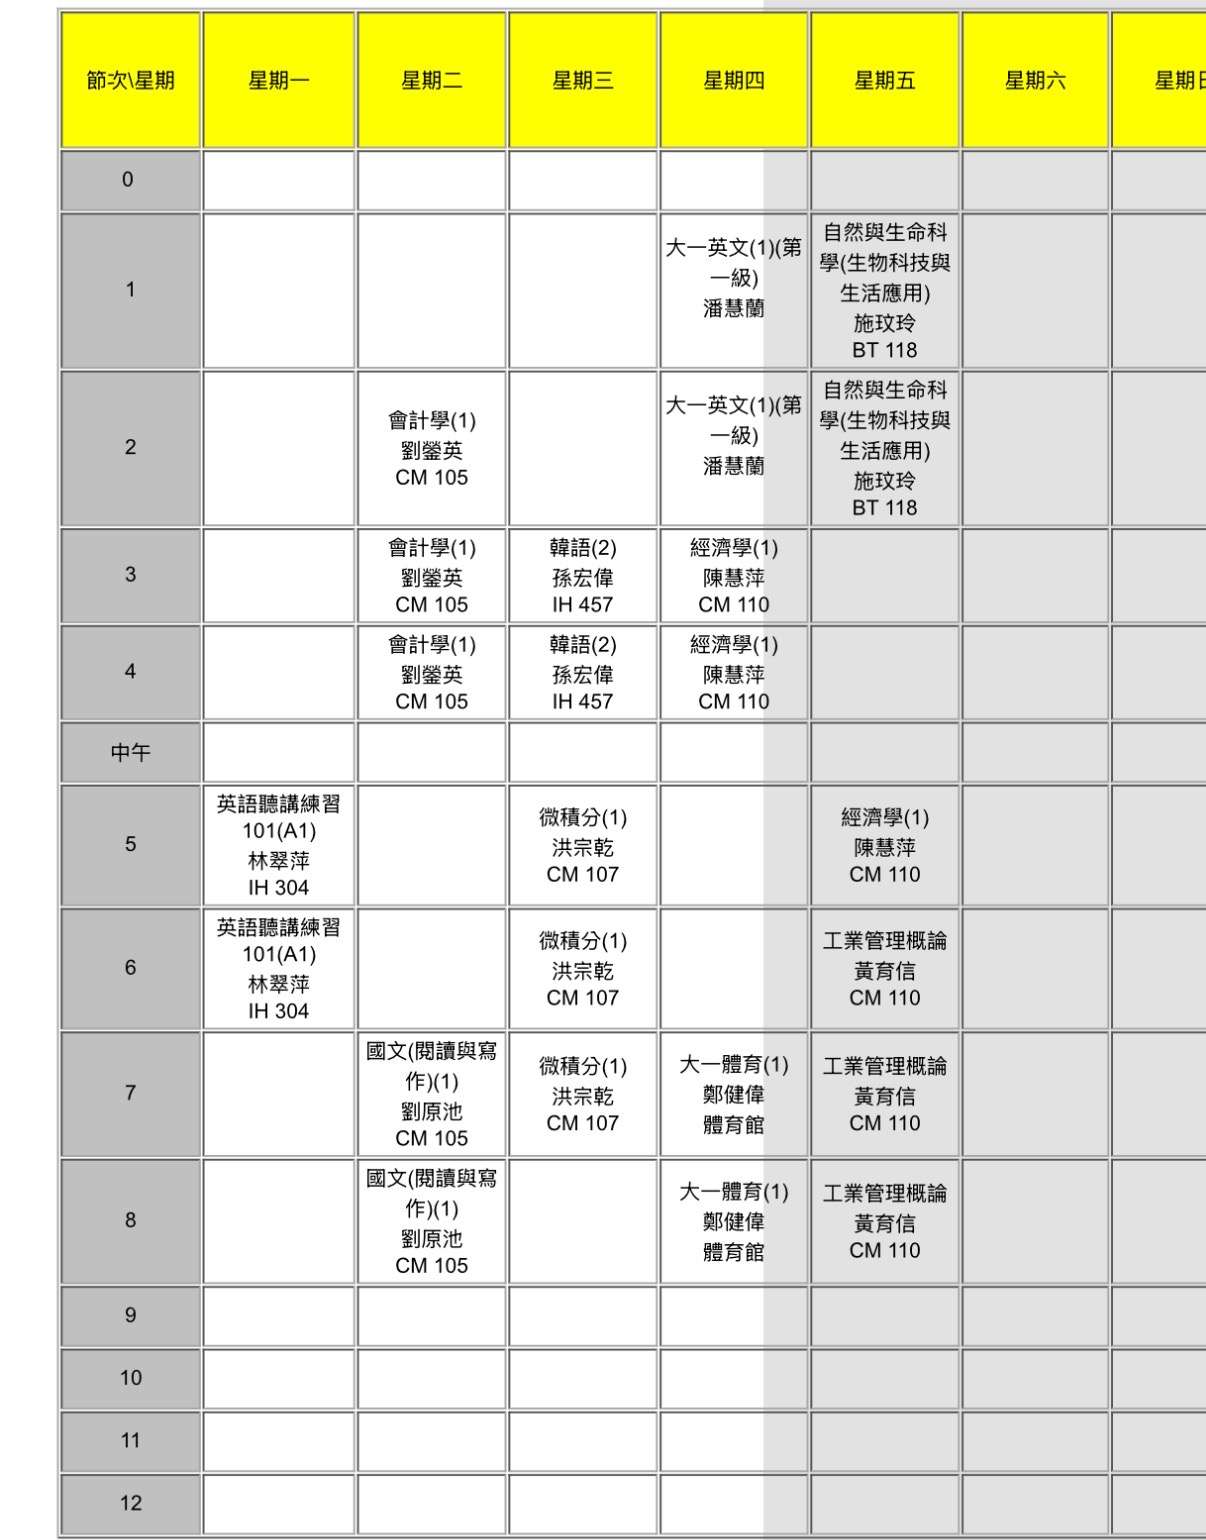 節次\星期 星期一 星期二 星期三 星期四 星期五 星期六 星期日
0
1
大一英文(1)(第
一級)
潘慧蘭
自然與生命科
學(生物科技與
生活應用)
施玟玲
BT 118
2
會計學(1)
劉鎣英
CM 105
大一英文(1)(第
一級)
潘慧蘭
自然與生命科
學(生物科技與
生活應用)
施玟玲
BT 118
3
會計學(1)
劉鎣英
CM 105
韓語(2)
孫宏偉
IH 457
經濟學(1)
陳慧萍
CM 110
4
會計學(1)
劉鎣英
CM 105
韓語(2)
孫宏偉
IH 457
經濟學(1)
陳慧萍
CM 110
中午
5
英語聽講練習
101(A1)
林翠萍
IH 304
微積分(1)
洪宗乾
CM 107
經濟學(1)
陳慧萍
CM 110
6
英語聽講練習
101(A1)
林翠萍
IH 304
微積分(1)
洪宗乾
CM 107
工業管理概論
黃育信
CM 110
7
國文(閱讀與寫
作)(1)
劉原池
CM 105
微積分(1)
洪宗乾
CM 107
大一體育(1)
鄭健偉
體育館
工業管理概論
黃育信
CM 110
8
國文(閱讀與寫
作)(1)
劉原池
CM 105
大一體育(1)
鄭健偉
體育館
工業管理概論
黃育信
CM 110
9
10
11
12